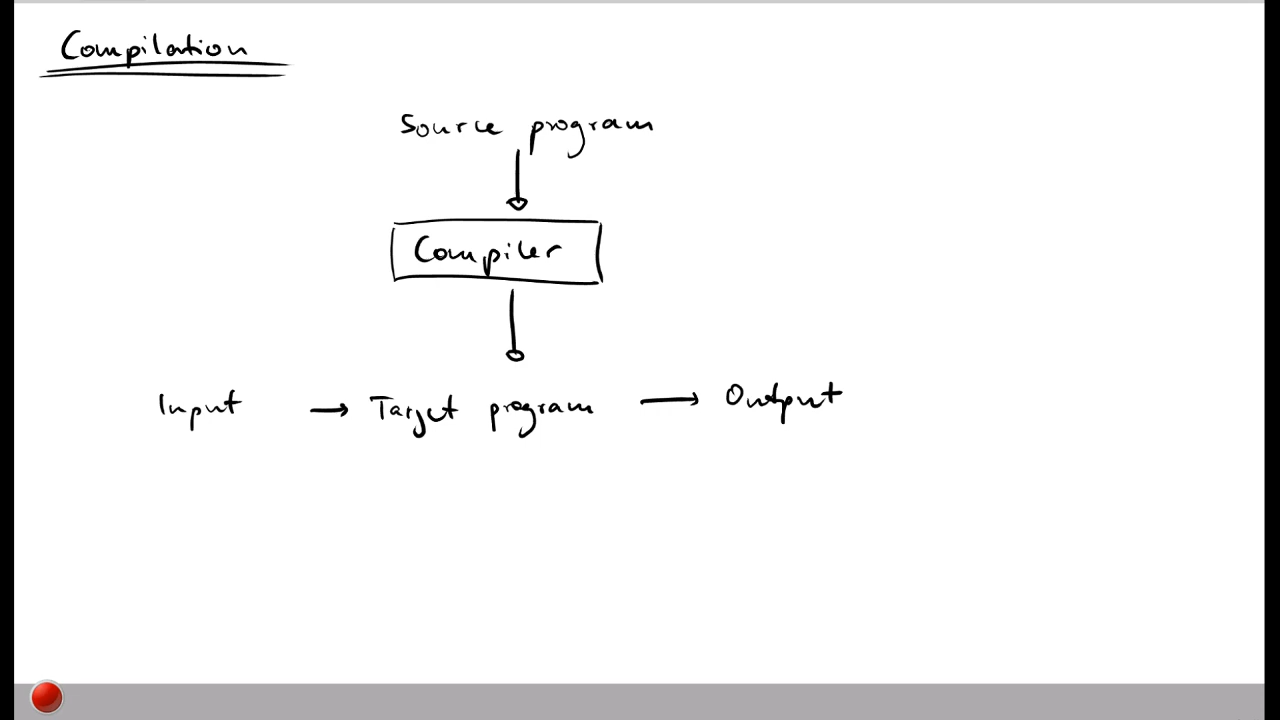 Compilation
Source program
Compiler
Input → Target program → Output